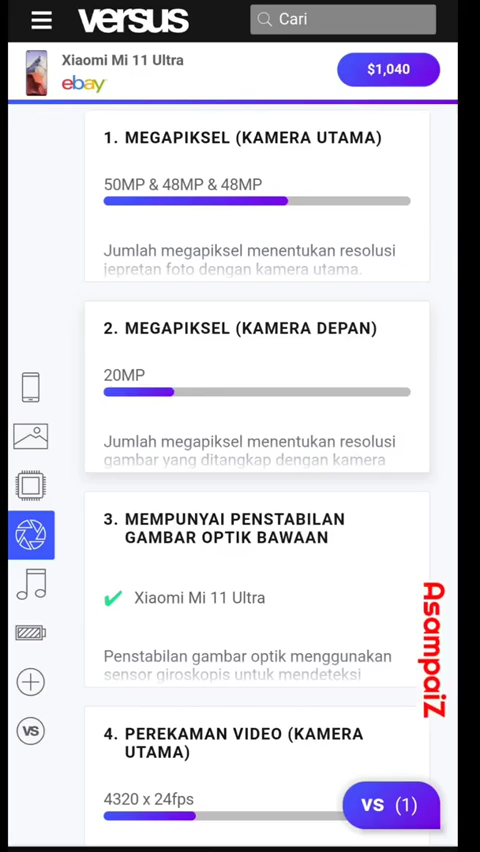 versus
Cari
Xiaomi Mi 11 Ultra
ebay
$1,040
1. MEGAPIKSEL (KAMERA UTAMA)
50MP & 48MP & 48MP
Jumlah megapiksel menentukan resolusi
jepretan foto dengan kamera utama.
2. MEGAPIKSEL (KAMERA DEPAN)
20MP
Jumlah megapiksel menentukan resolusi
gambar yang ditangkap dengan kamera
3. MEMPUNYAI PENSTABILAN
GAMBAR OPTIK BAWAAN
Xiaomi Mi 11 Ultra
Penstabilan gambar optik menggunakan
sensor giroskopis untuk mendeteksi
AsampaiZ
4. PEREKAMAN VIDEO (KAMERA
UTAMA)
4320 x 24fps
VS (1)
VS